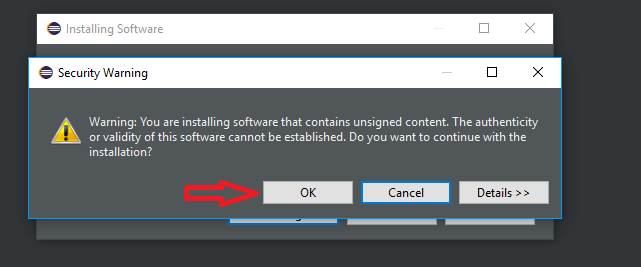 Installing Software
Security Warning
Warning: You are installing software that contains unsigned content. The authenticity
or validity of this software cannot be established. Do you want to continue with the
installation?
OK
Cancel
Details >>